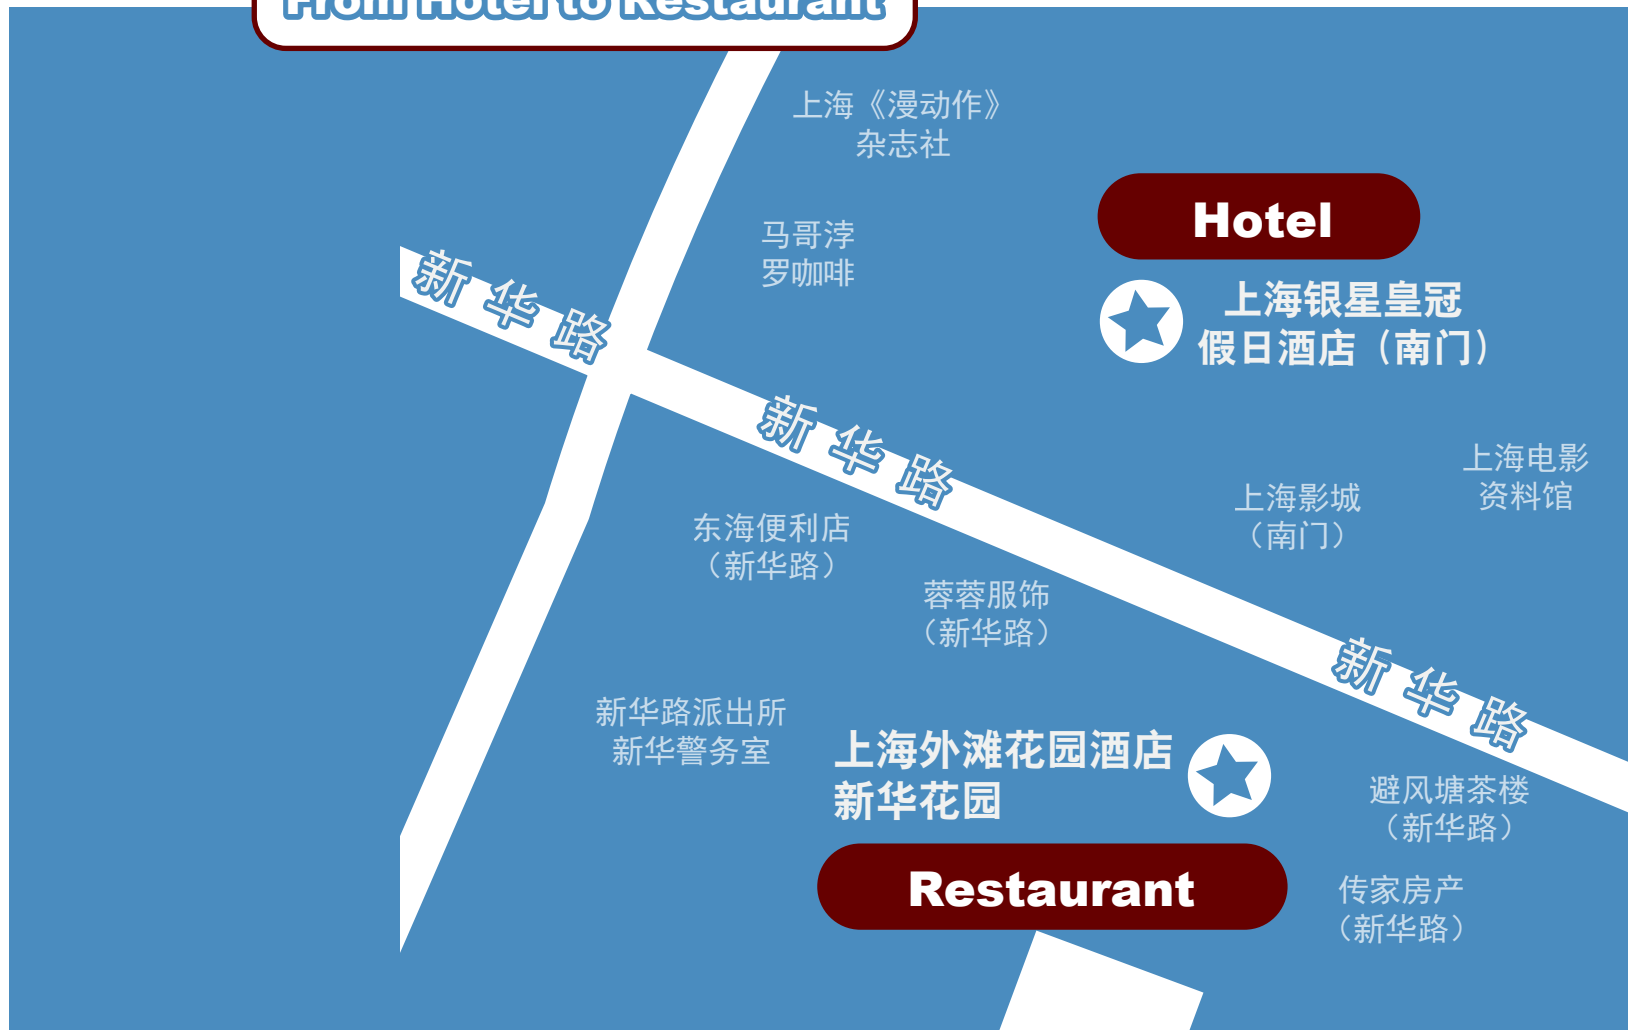 From Hotel to Restaurant
上海《漫动作》
杂志社
Hotel
马哥浡
罗咖啡
新华路
上海银星皇冠
假日酒店（南门）
新华路
上海电影
资料馆
上海影城
（南门）
东海便利店
（新华路）
蓉蓉服饰
（新华路）
新华路
新华路派出所
新华警务室
上海外滩花园酒店
新华花园
避风塘茶楼
（新华路）
Restaurant
传家房产
（新华路）